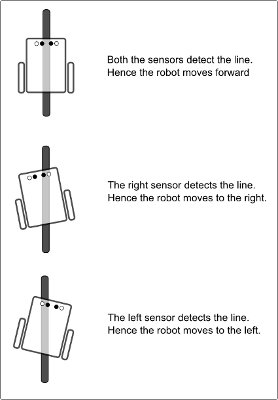 Both the sensors detect the line.
Hence the robot moves forward
The right sensor detects the line.
Hence the robot moves to the right.
The left sensor detects the line.
Hence the robot moves to the left.